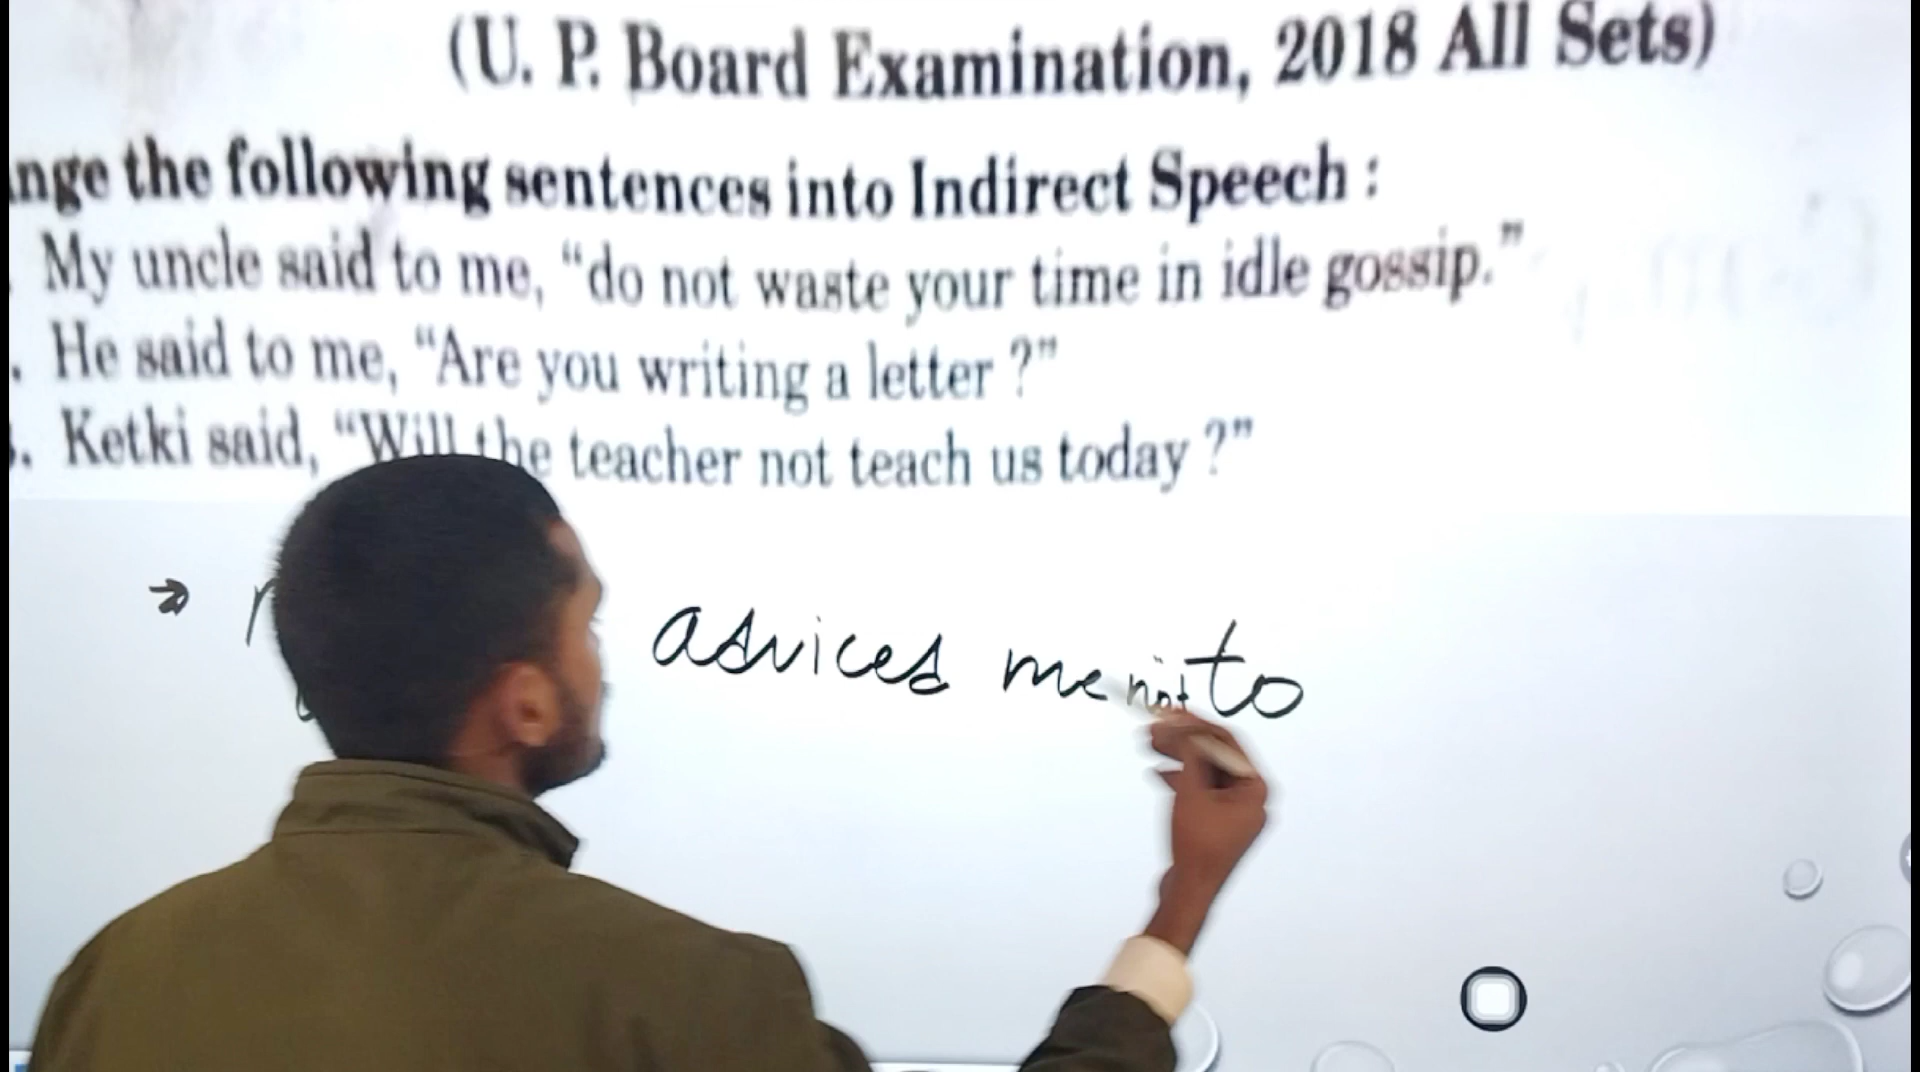 (U. P. Board Examination, 2018 All Sets)
nge the following sentences into Indirect Speech :
My uncle said to me, “do not waste your time in idle gossip.”
. He said to me, “Are you writing a letter ?”
. Ketki said, “Will the teacher not teach us today ?”
→ adviced me not to